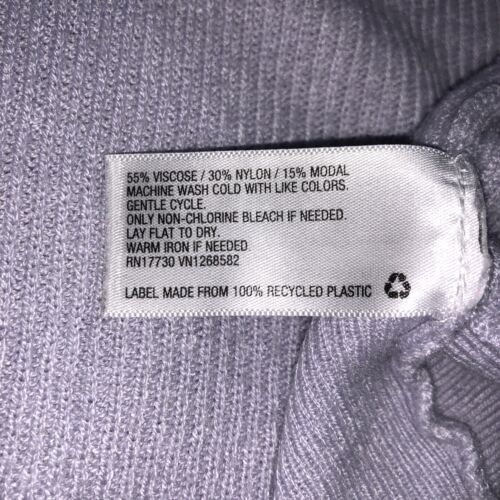 55% VISCOSE / 30% NYLON / 15% MODAL
MACHINE WASH COLD WITH LIKE COLORS.
GENTLE CYCLE.
ONLY NON-CHLORINE BLEACH IF NEEDED.
LAY FLAT TO DRY.
WARM IRON IF NEEDED.
RN17730 VN1268582
LABEL MADE FROM 100% RECYCLED PLASTIC